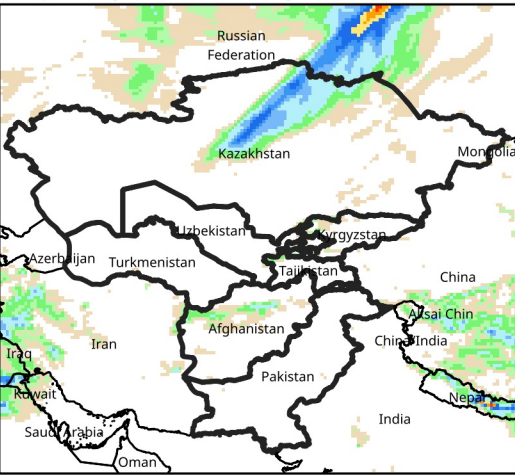 Russian
Federation
Kazakhstan
Mongolia
Uzbekistan
Kyrgyzstan
Azerbaijan
Turkmenistan
Tajikistan
China
Aksai Chin
Afghanistan
Iran
China/India
Iraq
Pakistan
Kuwait
Nepal
India
Saudi Arabia
Oman